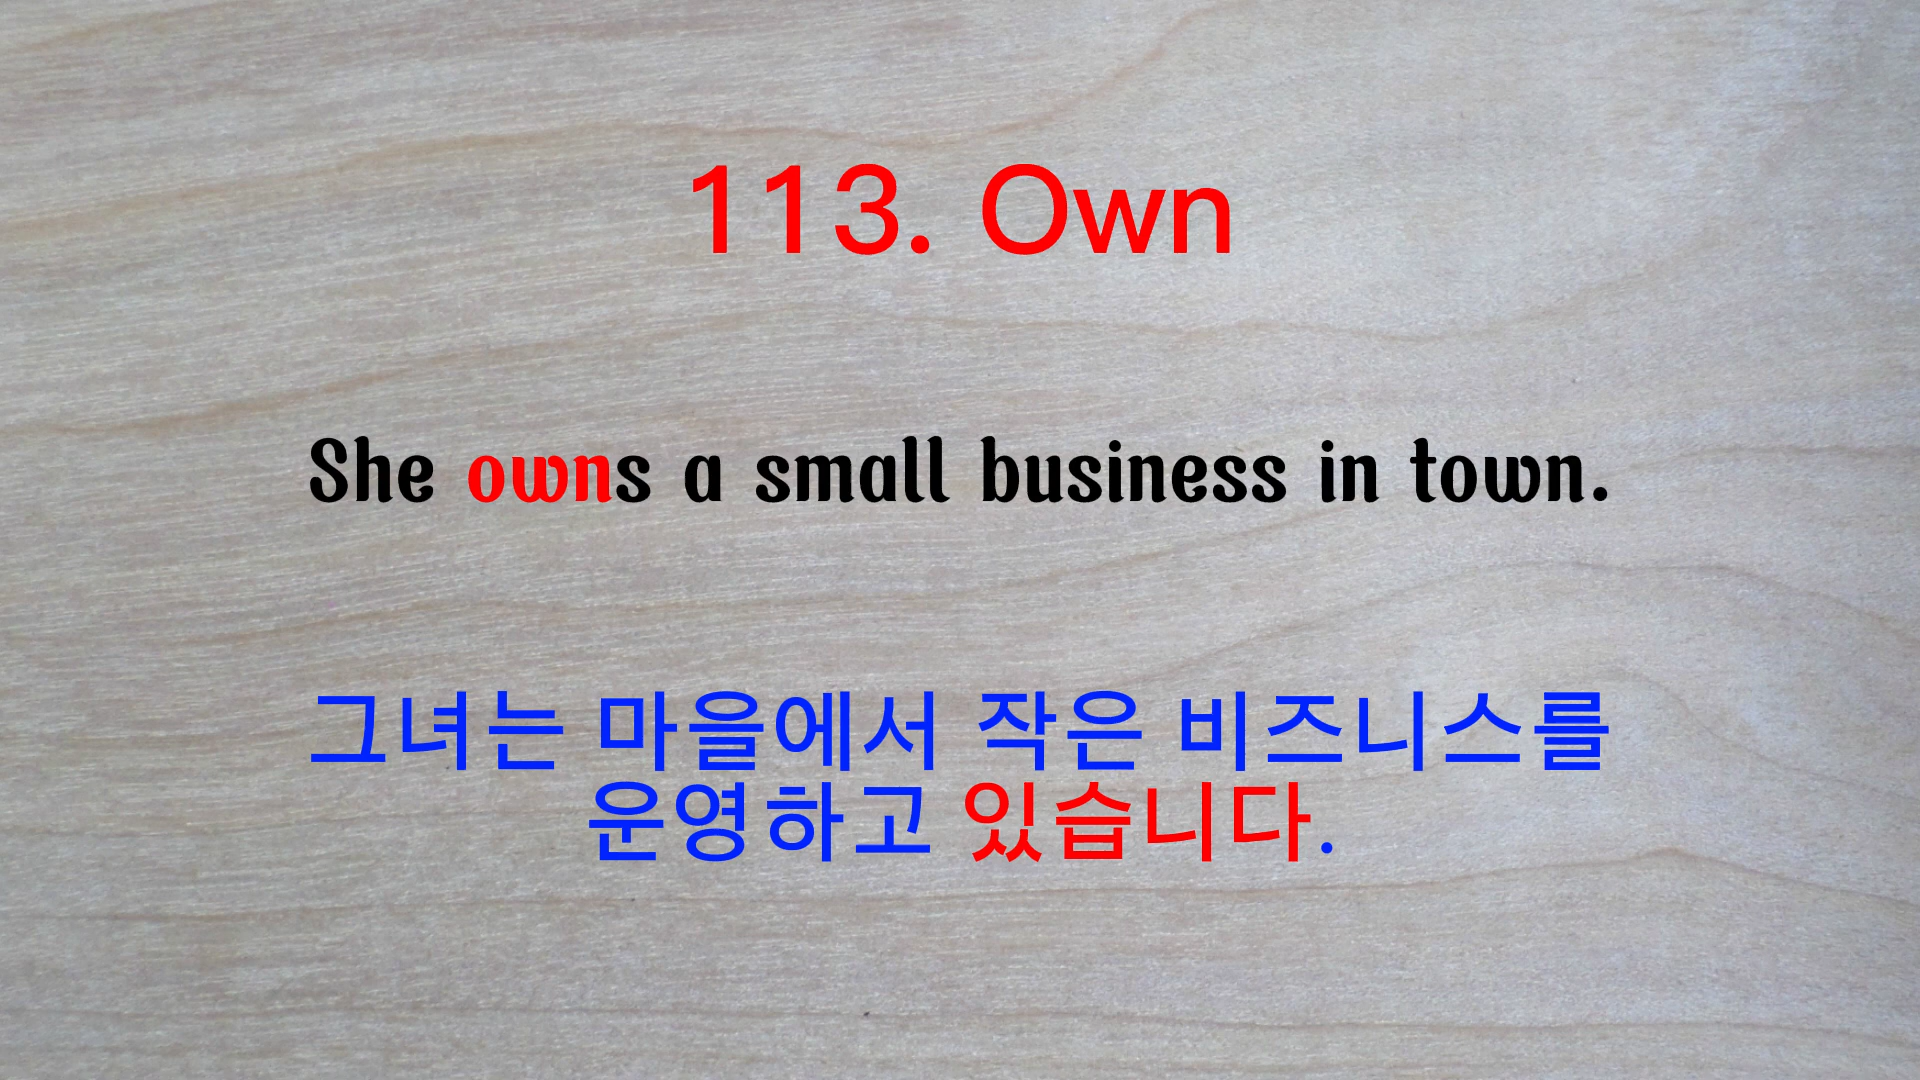 113. Own
She owns a small business in town.
그녀는 마을에서 작은 비즈니스를
운영하고 있습니다.